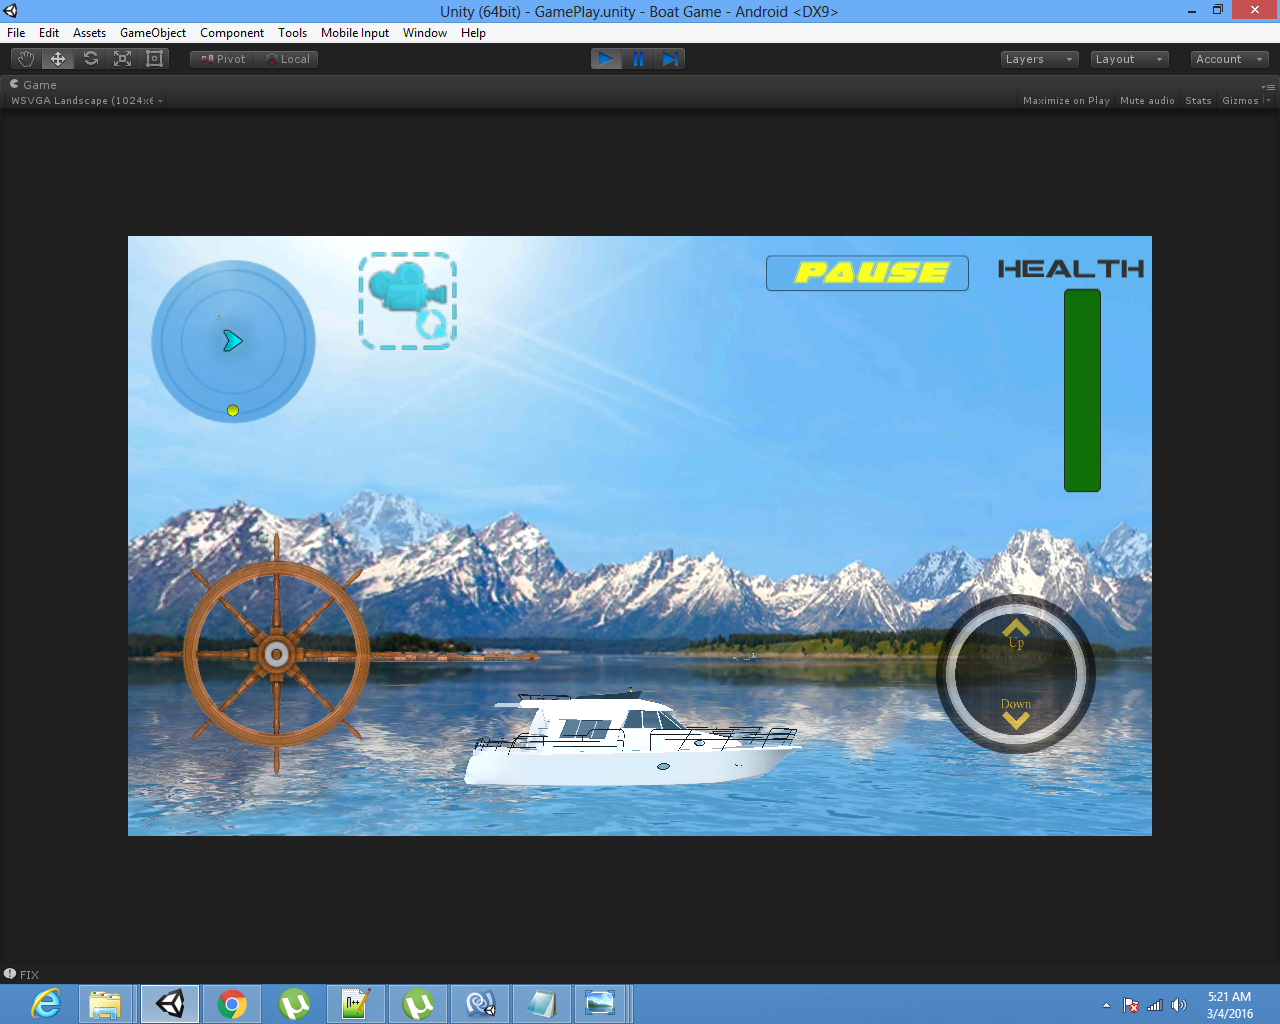 Unity (64bit) - GamePlay.unity - Boat Game - Android <DX9>
File Edit Assets GameObject Component Tools Mobile Input Window Help
Pivot Local Layers Layout Account
Game
WSVGA Landscape (1024x6 Maximize on Play Mute audio Stats Gizmos
PAUSE HEALTH
Up
Down
FIX
N++
5:21 AM
3/4/2016